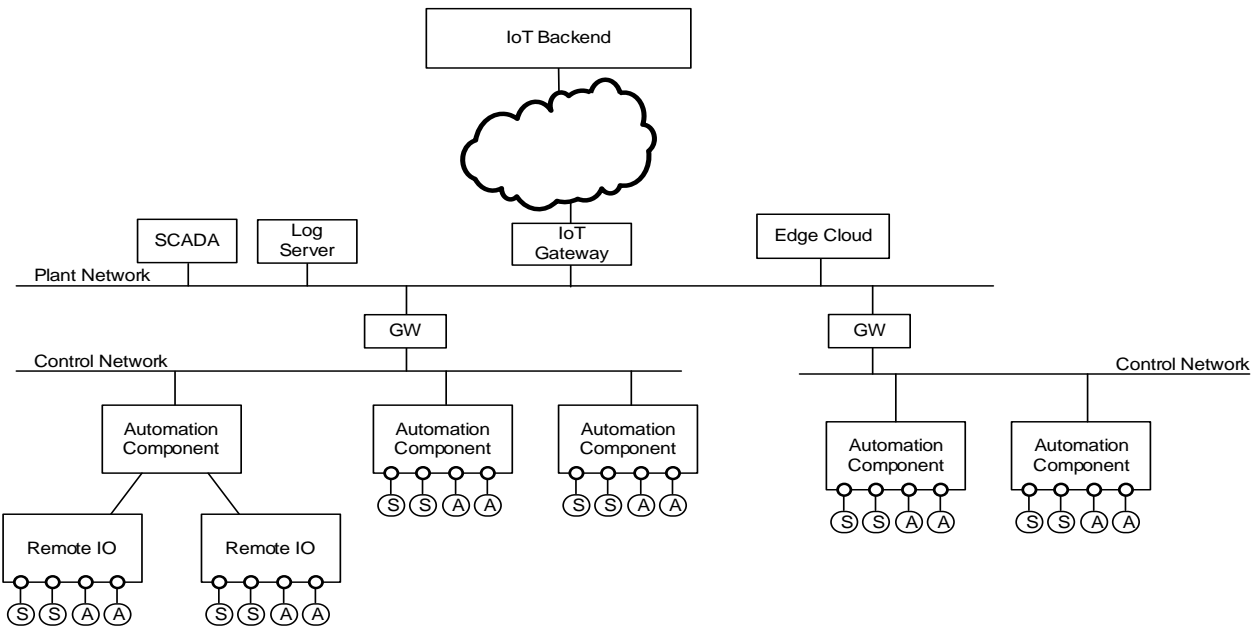 IoT Backend
SCADA
Log
Server
IoT
Gateway
Edge Cloud
Plant Network
GW
GW
Control Network
Control Network
Automation
Component
Automation
Component
Automation
Component
Automation
Component
Automation
Component
S S A A
S S A A
S S A A
S S A A
Remote IO
Remote IO
S S A A
S S A A